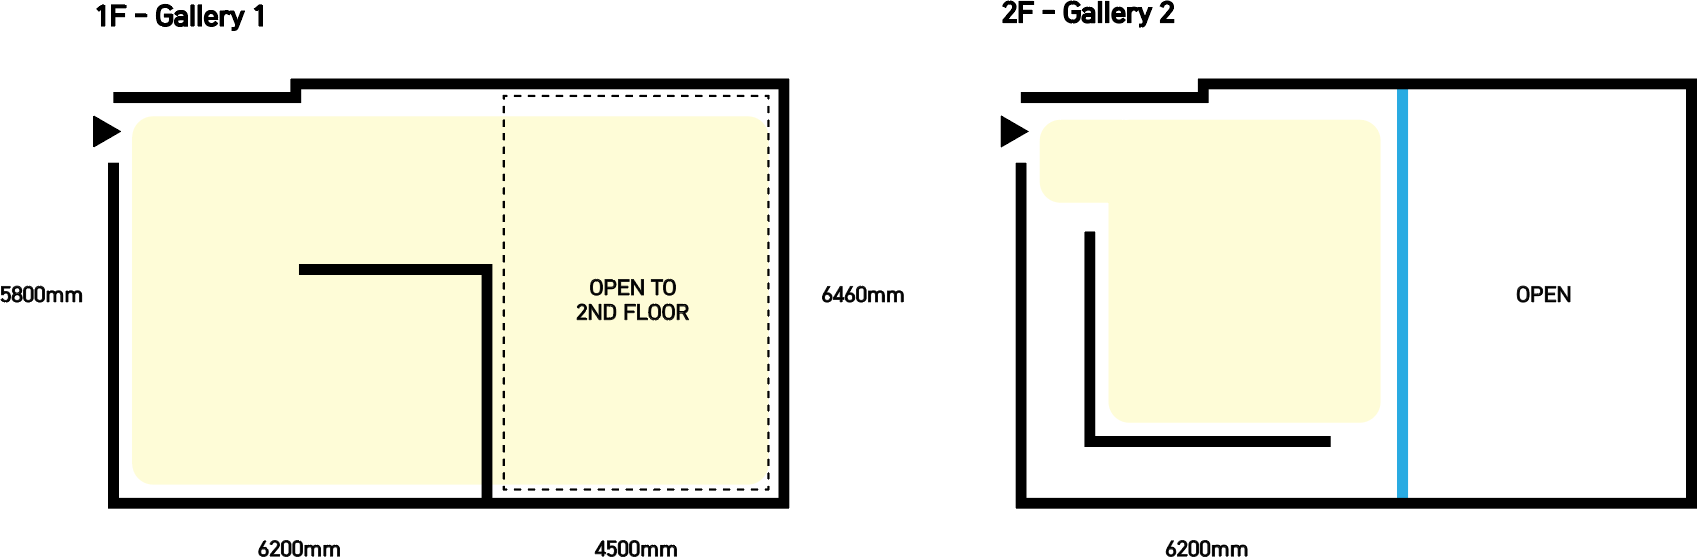 1F – Gallery 1
2F – Gallery 2
5800mm
OPEN TO
2ND FLOOR
6460mm
OPEN
6200mm
4500mm
6200mm